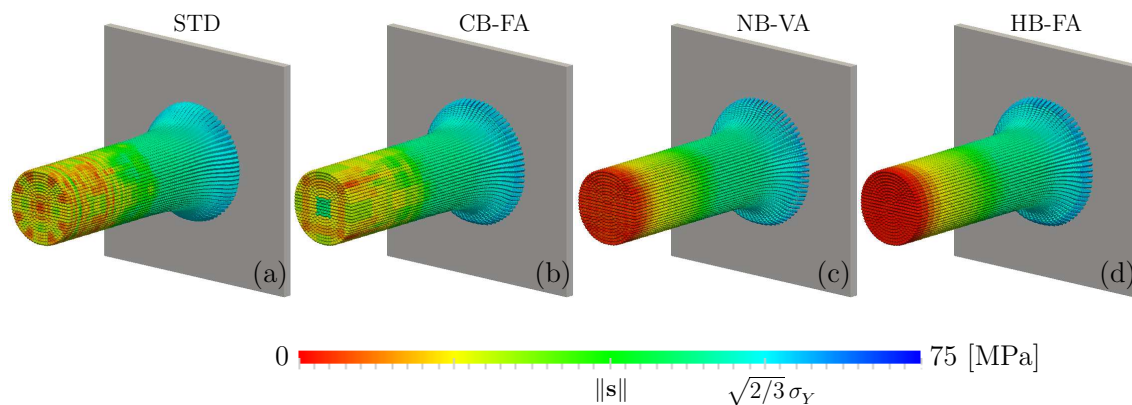 STD CB-FA NB-VA HB-FA
(a) (b) (c) (d)
0 75 [MPa]
‖s‖ √2/3 σ_Y